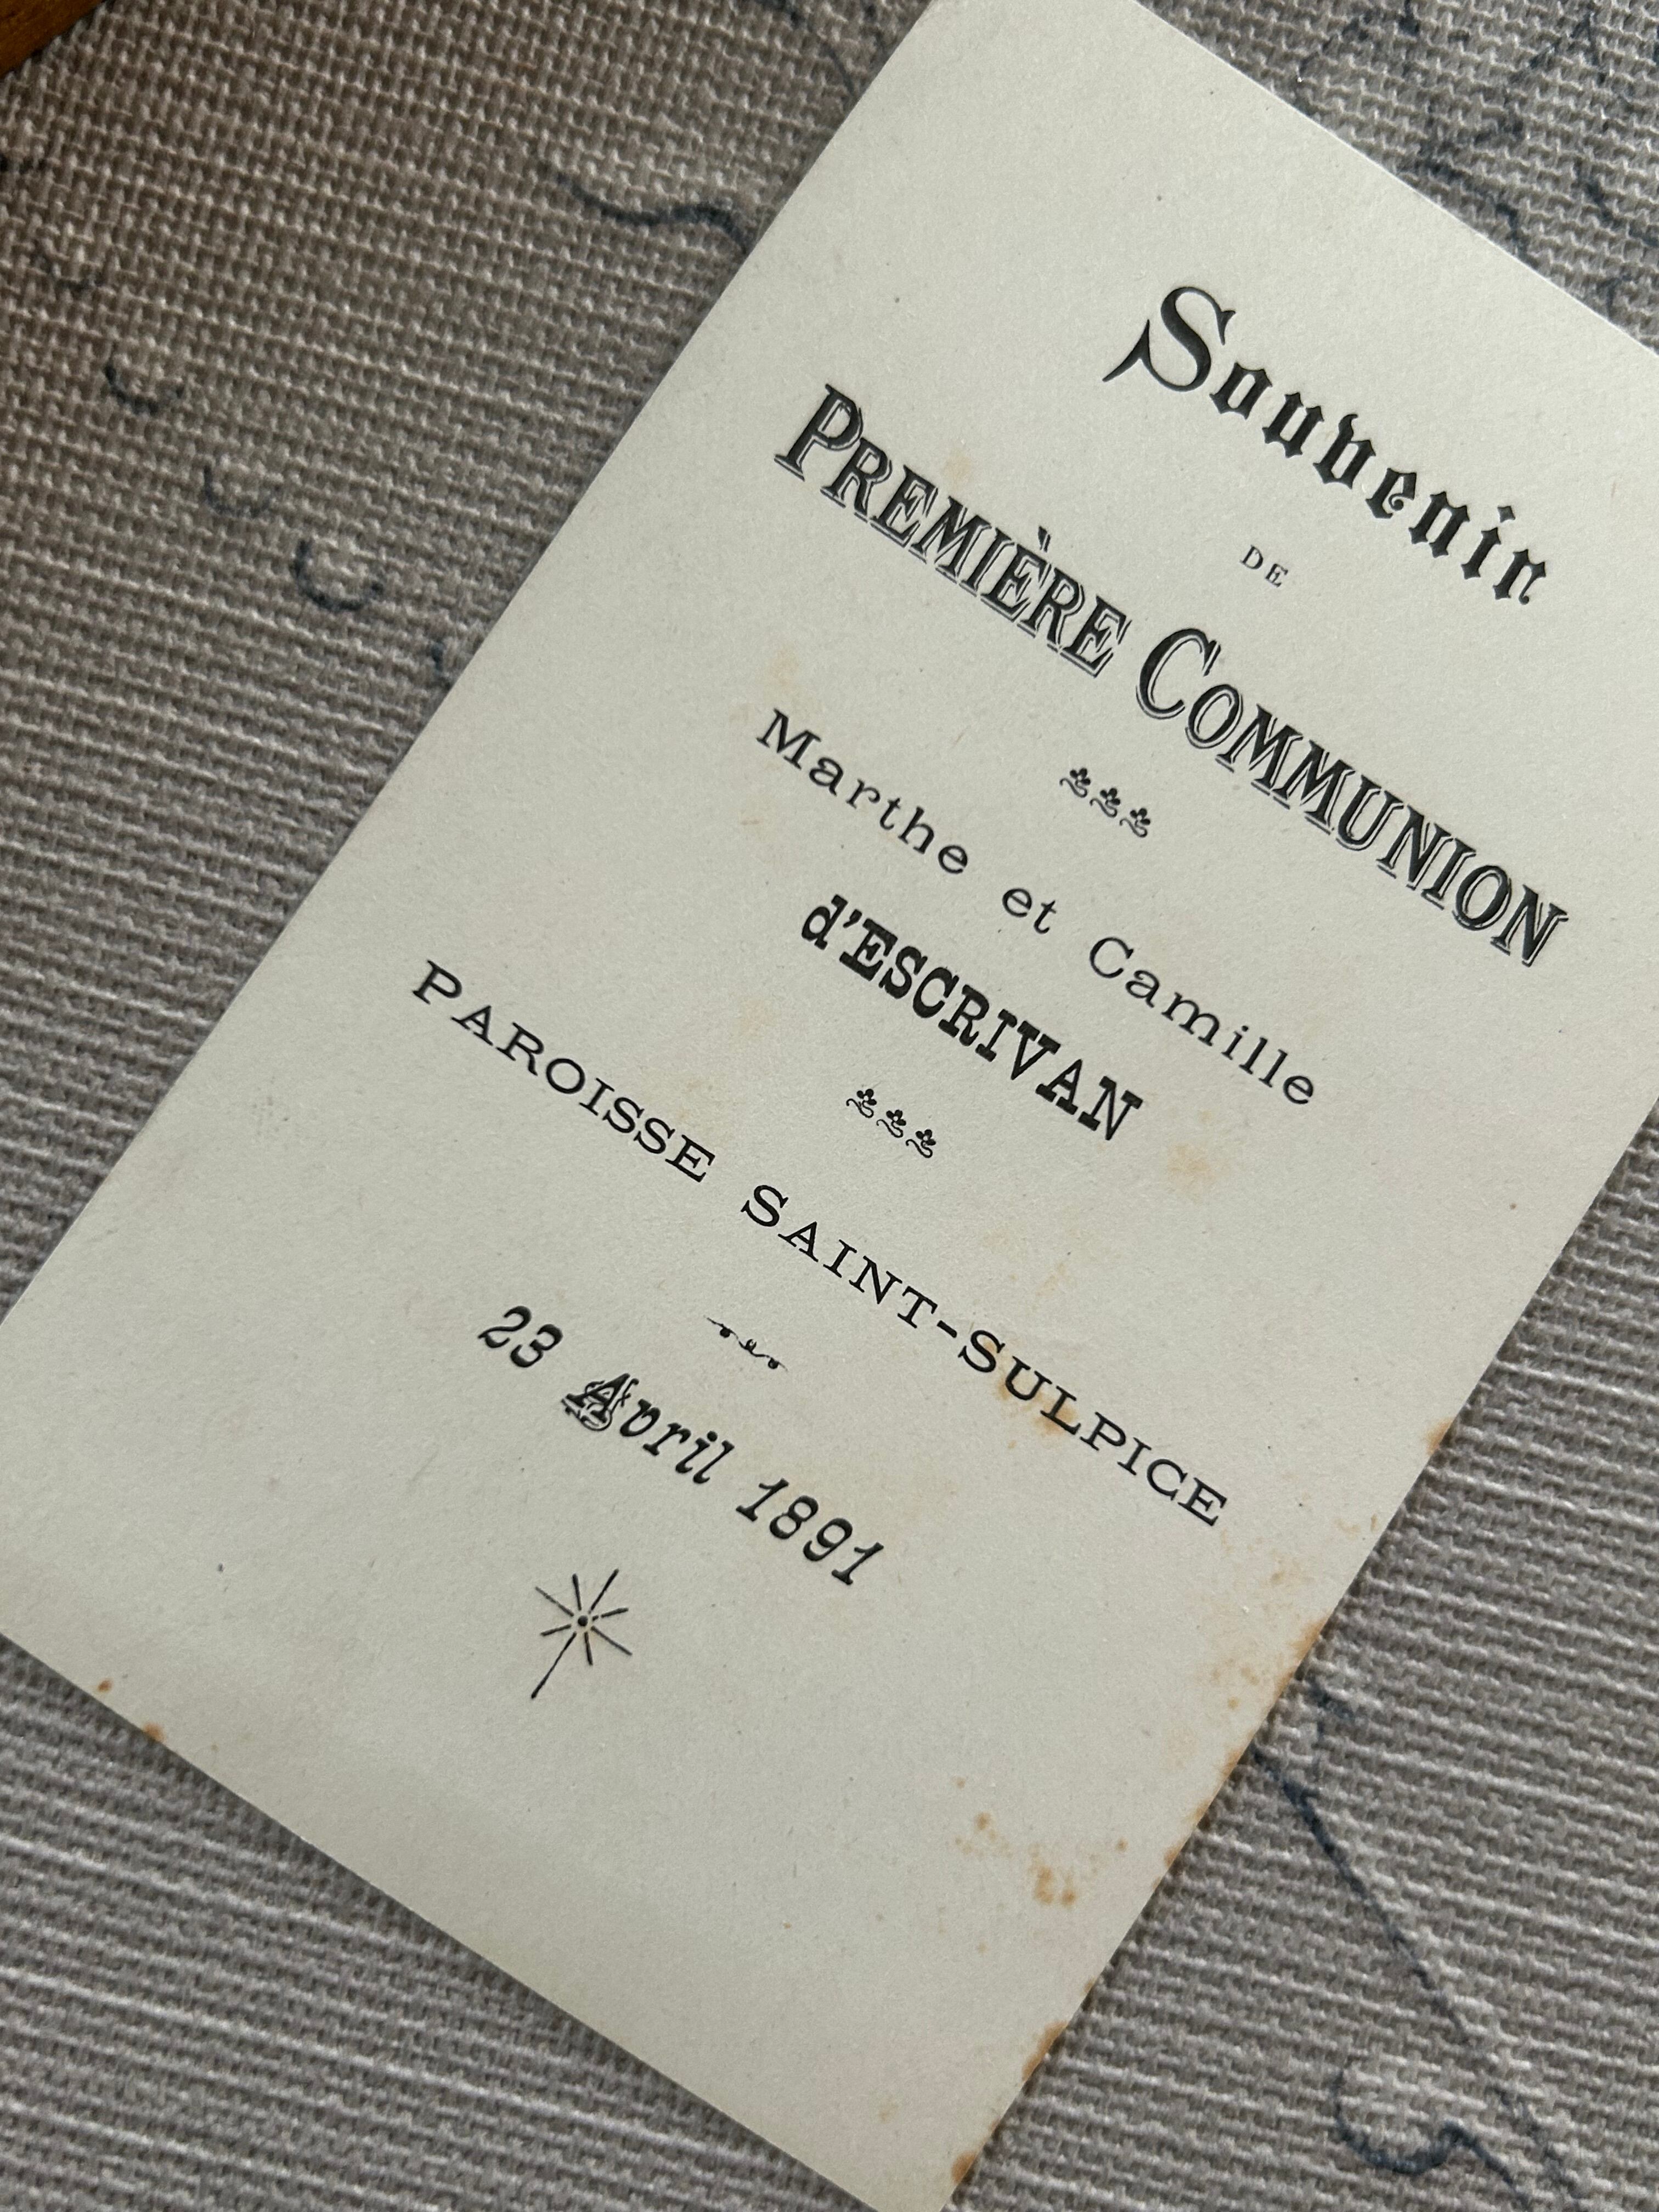 Souvenir
DE
PREMIÈRE COMMUNION
Marthe et Camille
d'ESCRIVAN
PAROISSE SAINT-SULPICE
23 Avril 1891